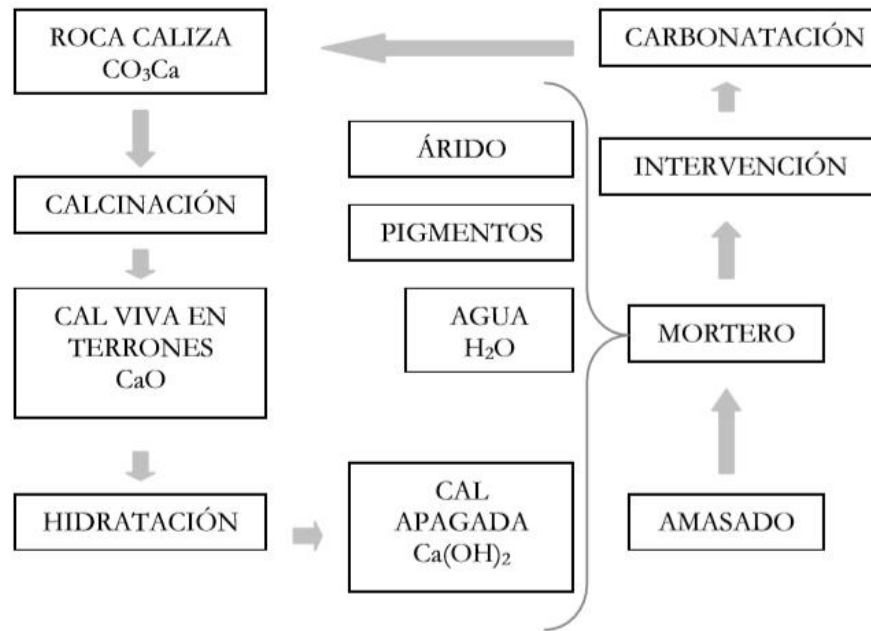 ROCA CALIZA
CO₃Ca
CALCINACIÓN
CAL VIVA EN
TERRONES
CaO
HIDRATACIÓN
ÁRIDO
PIGMENTOS
AGUA
H₂O
CAL
APAGADA
Ca(OH)₂
CARBONATACIÓN
INTERVENCIÓN
MORTERO
AMASADO